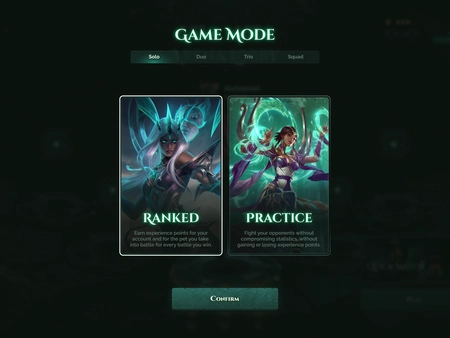 Game Mode
Solo
Duo
Trio
Squad
Ranked
Earn experience points for your
account and for the pet you take
into battle for every battle you win.
Practice
Fight your opponents without
compromising statistics, without
gaining or losing experience points
Confirm